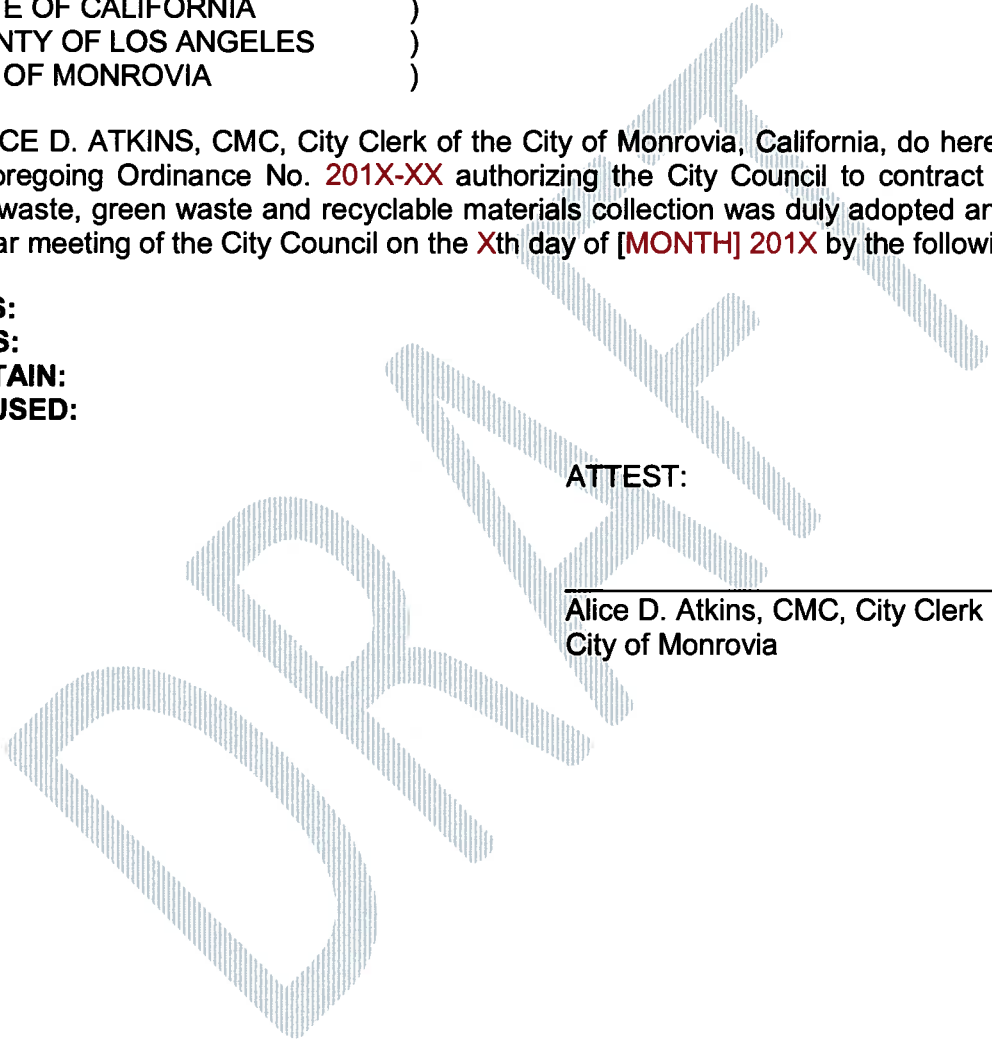 E OF CALIFORNIA )
NTY OF LOS ANGELES )
OF MONROVIA )
CE D. ATKINS, CMC, City Clerk of the City of Monrovia, California, do here
oregoing Ordinance No. 201X-XX authorizing the City Council to contract
waste, green waste and recyclable materials collection was duly adopted an
ar meeting of the City Council on the Xth day of [MONTH] 201X by the followi
S:
S:
TAIN:
USED:
ATTEST:
Alice D. Atkins, CMC, City Clerk
City of Monrovia
DRAFT